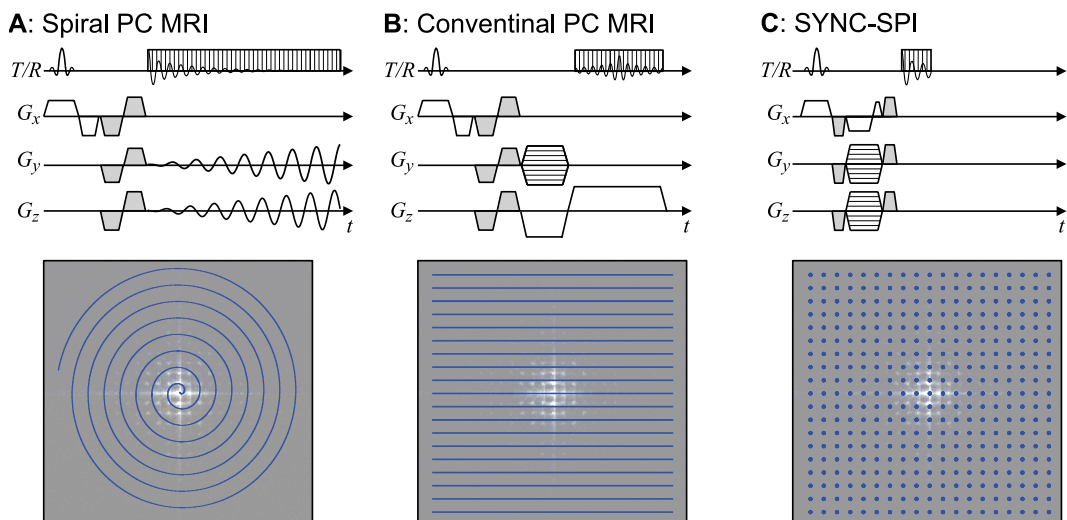 A: Spiral PC MRI
T/R
Gx
Gy
Gz
t
B: Conventinal PC MRI
T/R
Gx
Gy
Gz
t
C: SYNC-SPI
T/R
Gx
Gy
Gz
t